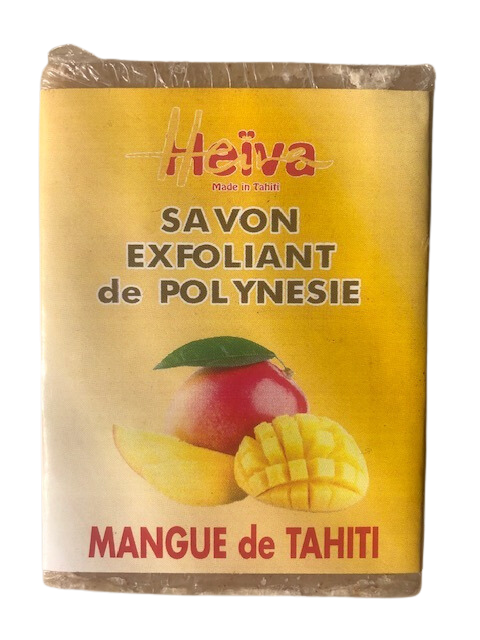 Heïva
Made in Tahiti
SAVON
EXFOLIANT
de POLYNESIE
MANGUE de TAHITI